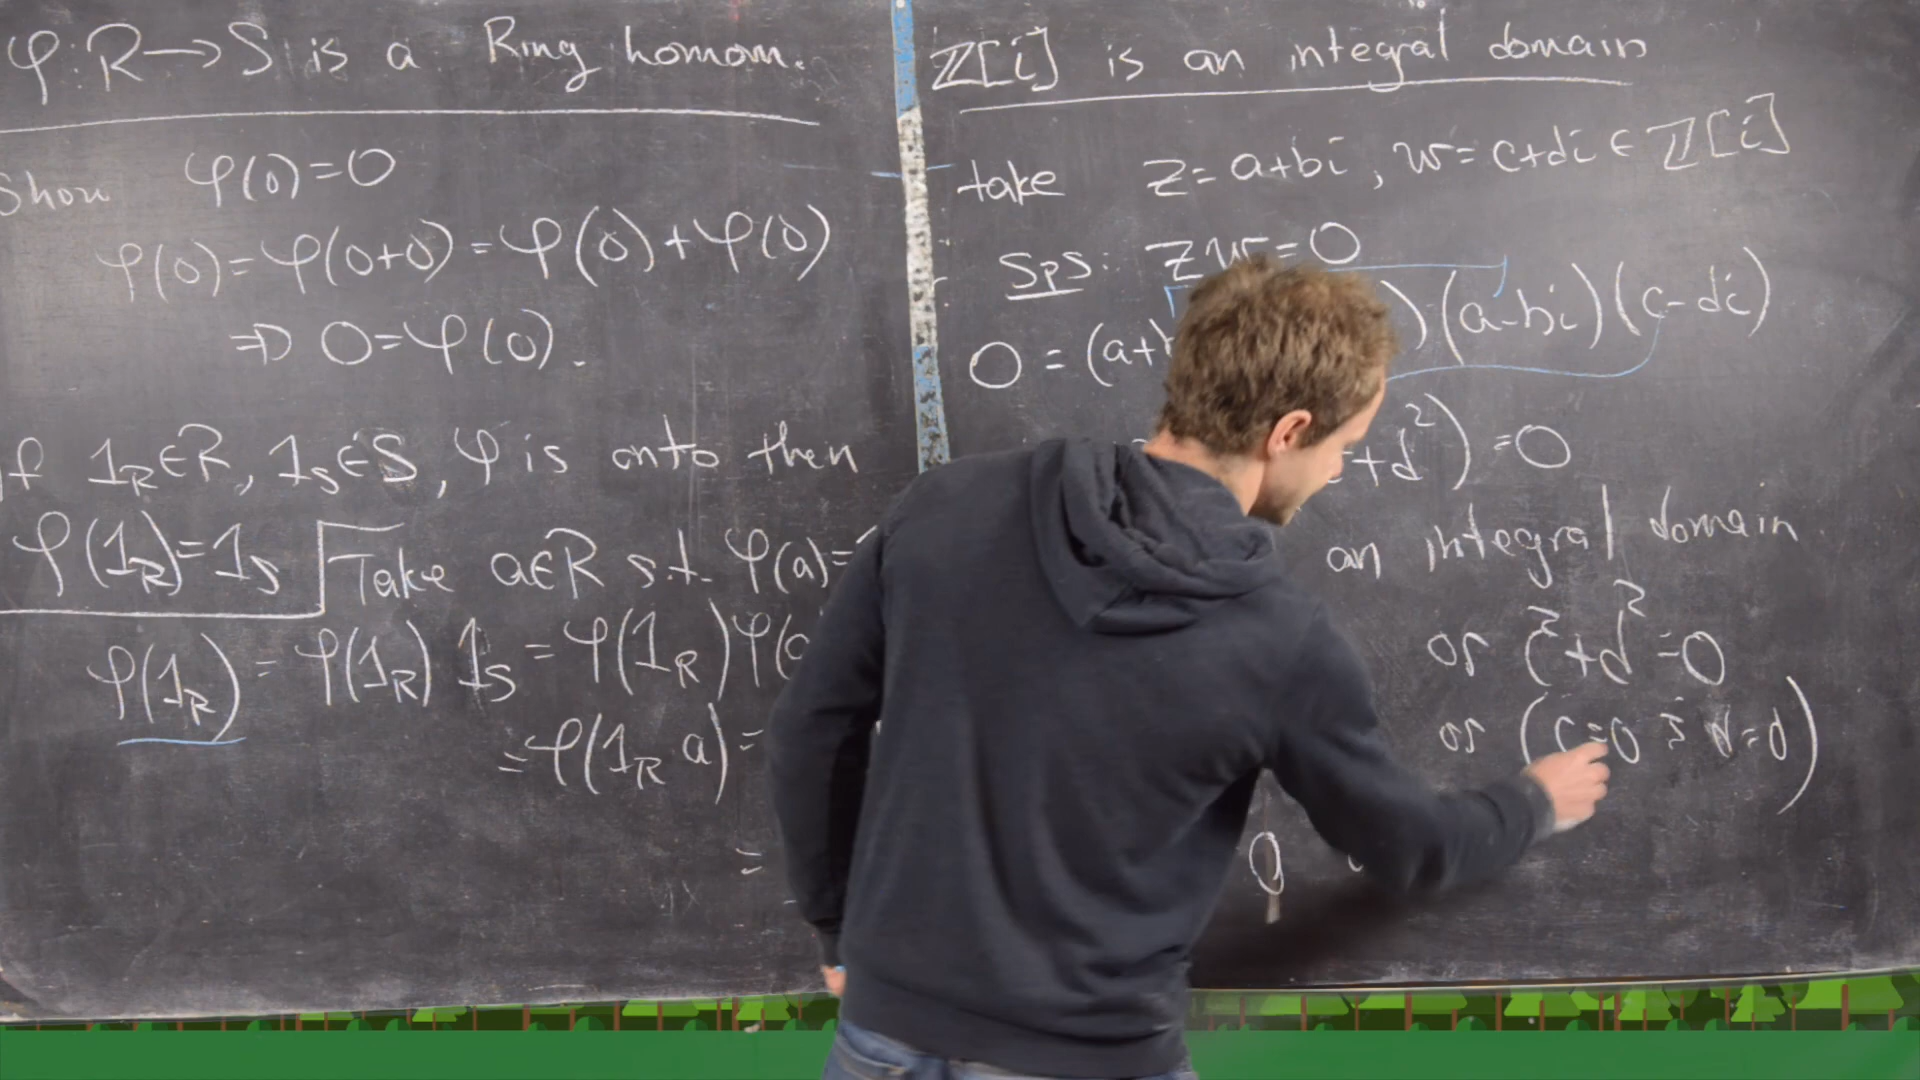 φ:R→S is a Ring homom.
Show φ(0)=0
φ(0)=φ(0+0)=φ(0)+φ(0)
⇒ 0=φ(0).
If 1_R∈R, 1_S∈S, φ is onto then
φ(1_R)=1_S Take a∈R s.t. φ(a)=
φ(1_R) = φ(1_R) 1_S = φ(1_R)φ(
=φ(1_R a)=
=
ℤ[i] is an integral domain
take z=a+bi, w=c+di∈ℤ[i]
Sps: zw=0
0=(a+ )(a-bi)(c-di)
+d²)=0
an integral domain
or c²+d²=0
or (c=0 & d=0)